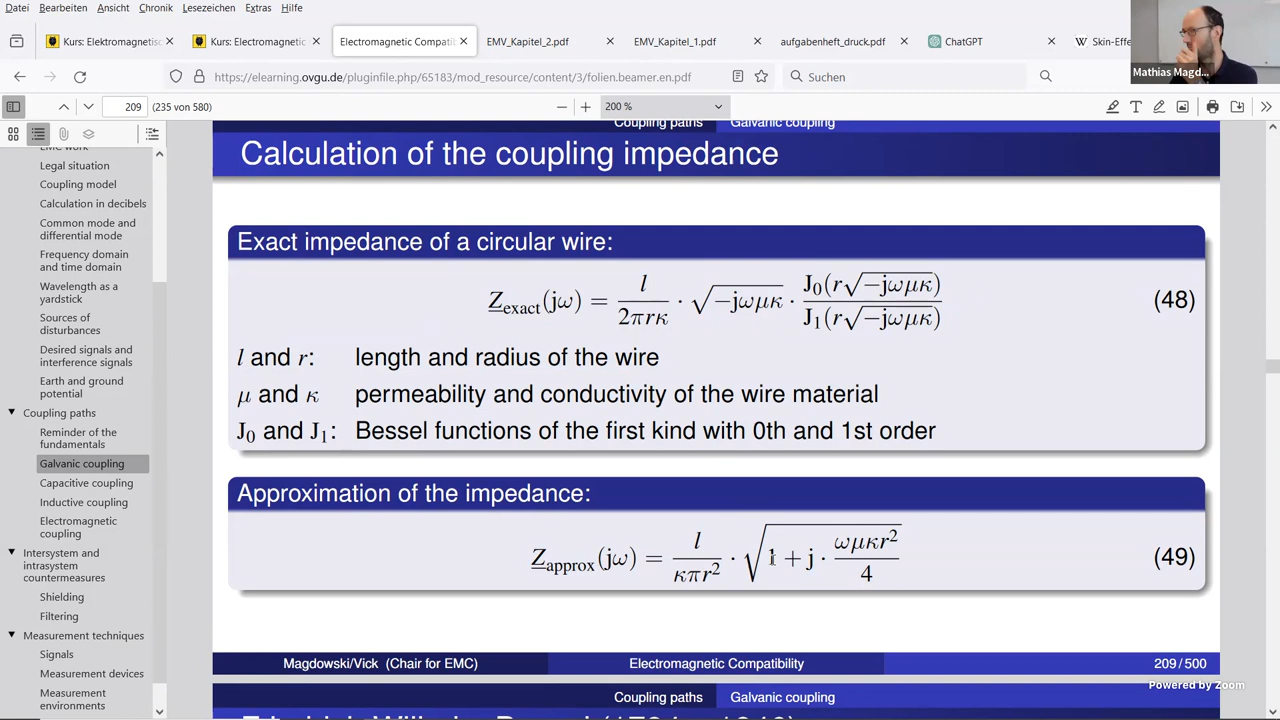 Datei Bearbeiten Ansicht Chronik Lesezeichen Extras Hilfe
Kurs: Elektromagnetisc
Kurs: Electromagnetic
Electromagnetic Compatibi
EMV_Kapitel_2.pdf
EMV_Kapitel_1.pdf
aufgabenheft_druck.pdf
ChatGPT
Skin-Effe
Mathias Magd...
https://elearning.ovgu.de/pluginfile.php/65183/mod_resource/content/3/folien.beamer.en.pdf
Suchen
209 (235 von 580)
200 %
EMC work
Legal situation
Coupling model
Calculation in decibels
Common mode and
differential mode
Frequency domain
and time domain
Wavelength as a
yardstick
Sources of
disturbances
Desired signals and
interference signals
Earth and ground
potential
Coupling paths
Reminder of the
fundamentals
Galvanic coupling
Capacitive coupling
Inductive coupling
Electromagnetic
coupling
Intersystem and
intrasystem
countermeasures
Shielding
Filtering
Measurement techniques
Signals
Measurement devices
Measurement
environments
Coupling paths Galvanic coupling
Calculation of the coupling impedance
Exact impedance of a circular wire:
Z_exact(jω) = l/(2πrκ) · √(−jωμκ) · J₀(r√(−jωμκ))/J₁(r√(−jωμκ)) (48)
l and r: length and radius of the wire
μ and κ permeability and conductivity of the wire material
J₀ and J₁: Bessel functions of the first kind with 0th and 1st order
Approximation of the impedance:
Z_approx(jω) = l/(κπr²) · √(1 + j · ωμκr²/4) (49)
Magdowski/Vick (Chair for EMC) Electromagnetic Compatibility 209/500
Powered by Zoom
Coupling paths Galvanic coupling